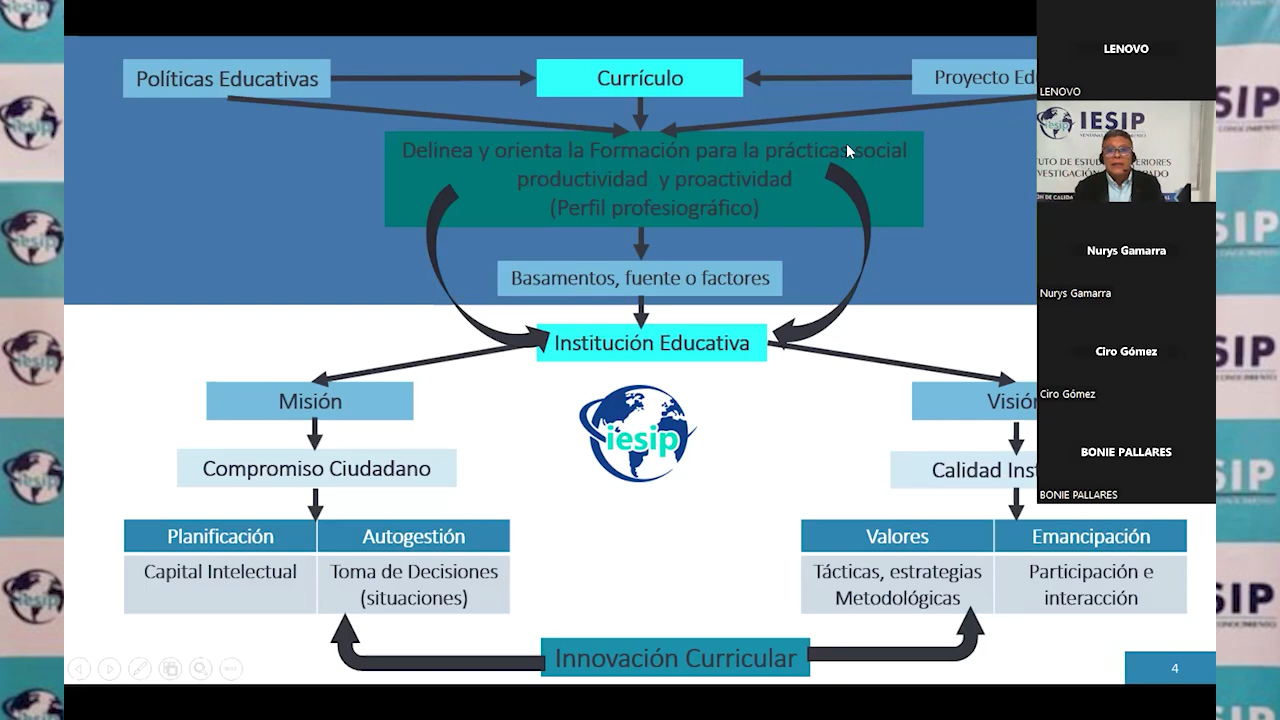 Políticas Educativas
Currículo
Proyecto Edu
Delinea y orienta la Formación para la prácticas social
productividad y proactividad
(Perfil profesiográfico)
Basamentos, fuente o factores
Institución Educativa
Misión
Visión
iesip
Compromiso Ciudadano
Calidad Inst
Planificación
Autogestión
Capital Intelectual
Toma de Decisiones
(situaciones)
Valores
Emancipación
Tácticas, estrategias
Metodológicas
Participación e
interacción
Innovación Curricular
4
LENOVO
LENOVO
IESIP
Nurys Gamarra
Nurys Gamarra
Ciro Gómez
Ciro Gómez
BONIE PALLARES
BONIE PALLARES